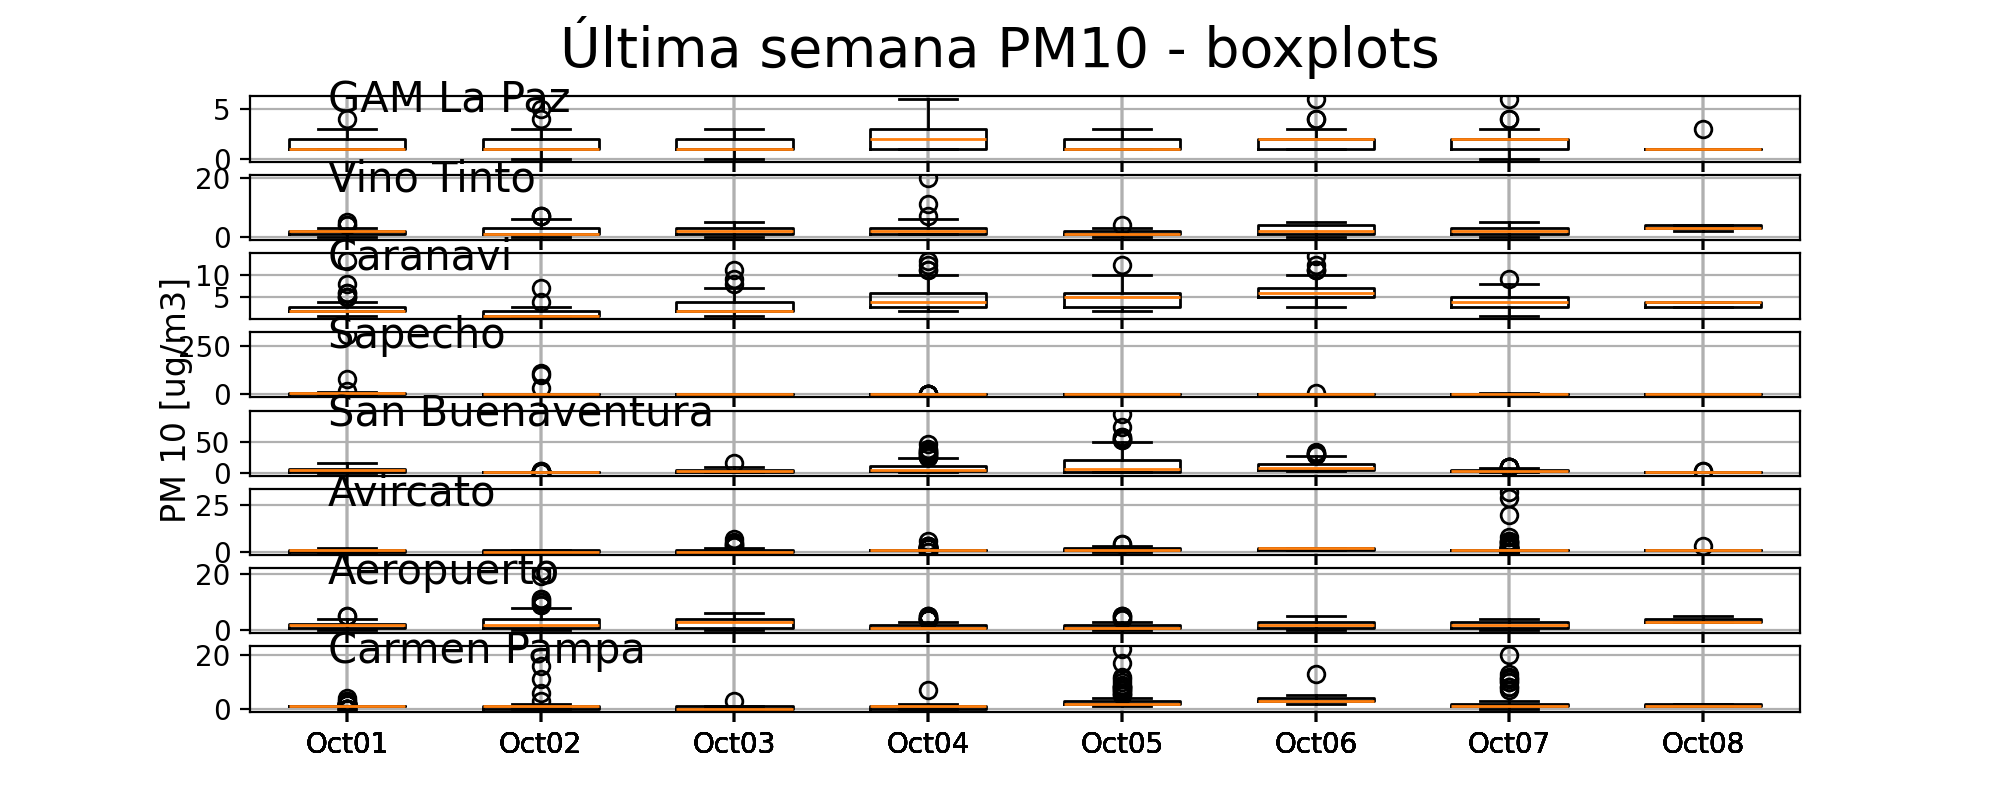 Última semana PM10 - boxplots
GAM La Paz
5
0
Vino Tinto
20
0
Caranavi
10
5
PM 10 [ug/m3]
Sapecho
250
0
San Buenaventura
50
0
Avircato
25
0
Aeropuerto
20
0
Carmen Pampa
20
0
Oct01 Oct02 Oct03 Oct04 Oct05 Oct06 Oct07 Oct08